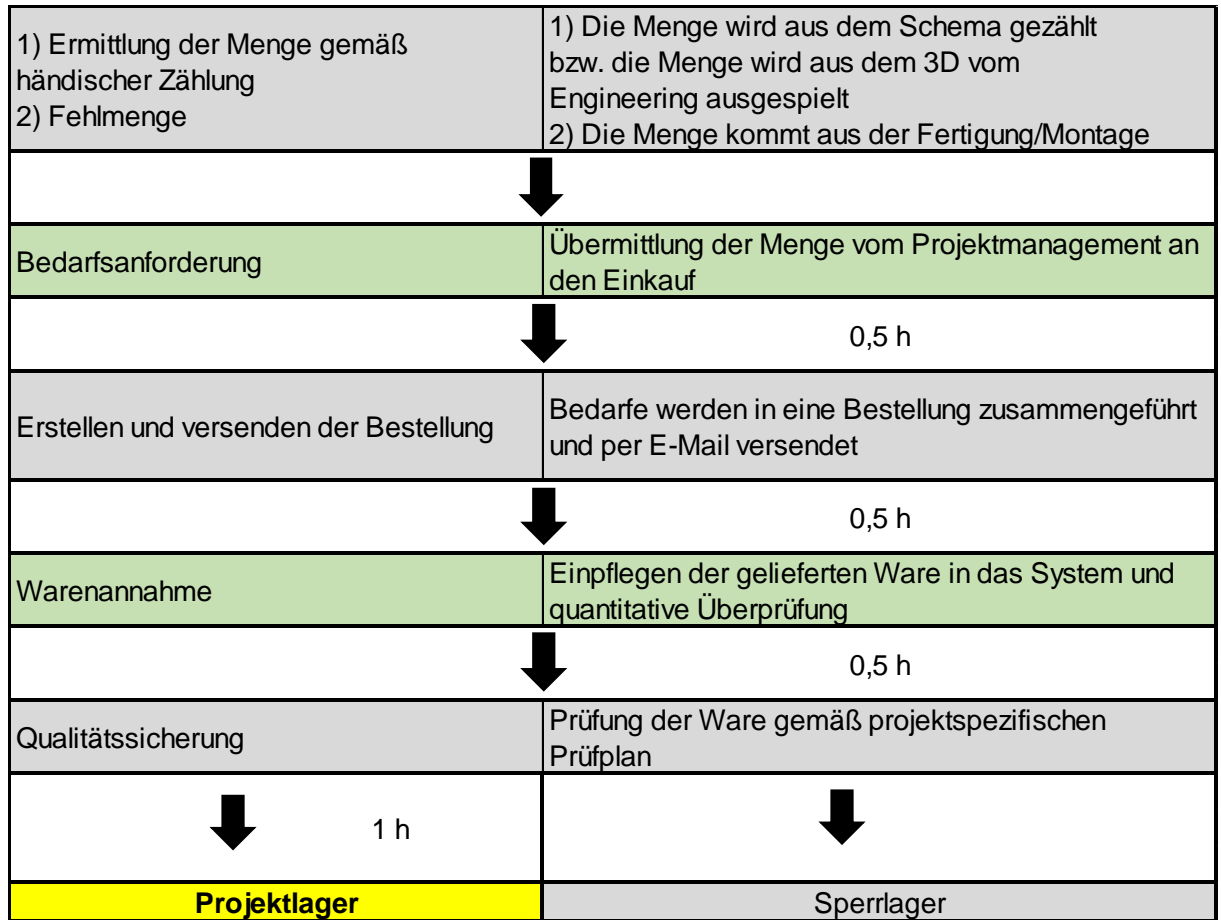 1) Ermittlung der Menge gemäß
händischer Zählung
2) Fehlmenge
1) Die Menge wird aus dem Schema gezählt
bzw. die Menge wird aus dem 3D vom
Engineering ausgespielt
2) Die Menge kommt aus der Fertigung/Montage
Bedarfsanforderung
Übermittlung der Menge vom Projektmanagement an
den Einkauf
0,5 h
Erstellen und versenden der Bestellung
Bedarfe werden in eine Bestellung zusammengeführt
und per E-Mail versendet
0,5 h
Warenannahme
Einpflegen der gelieferten Ware in das System und
quantitative Überprüfung
0,5 h
Qualitätssicherung
Prüfung der Ware gemäß projektspezifischen
Prüfplan
1 h
Projektlager
Sperrlager